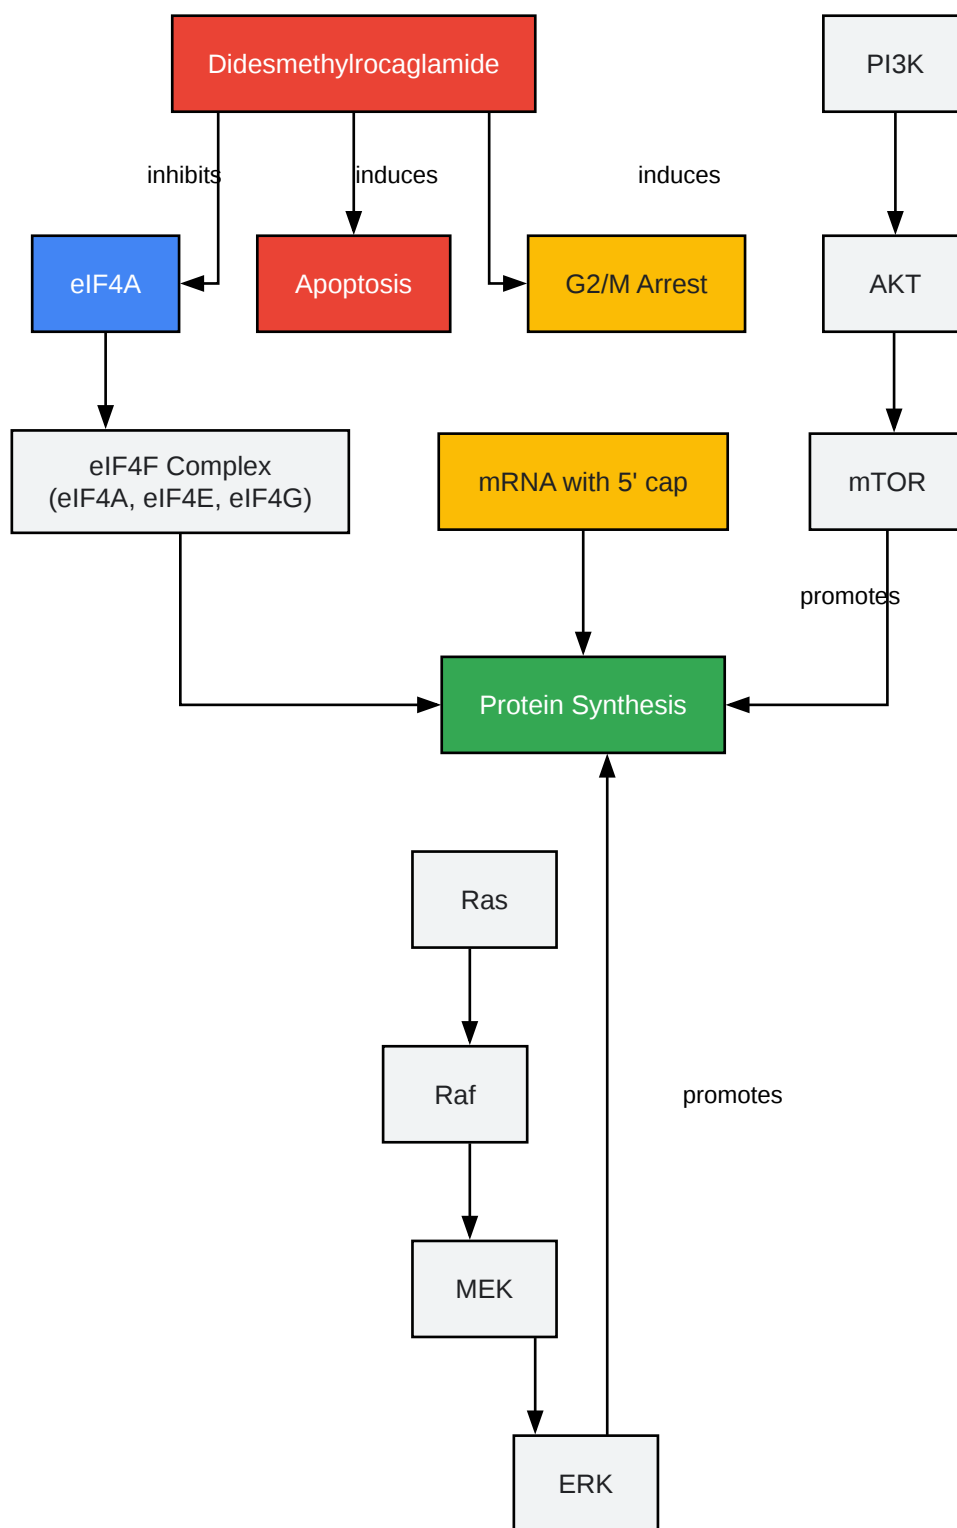 Didesmethylrocaglamide
PI3K
inhibits
induces
induces
eIF4A
Apoptosis
G2/M Arrest
AKT
eIF4F Complex
(eIF4A, eIF4E, eIF4G)
mRNA with 5' cap
mTOR
promotes
Protein Synthesis
Ras
Raf
promotes
MEK
ERK